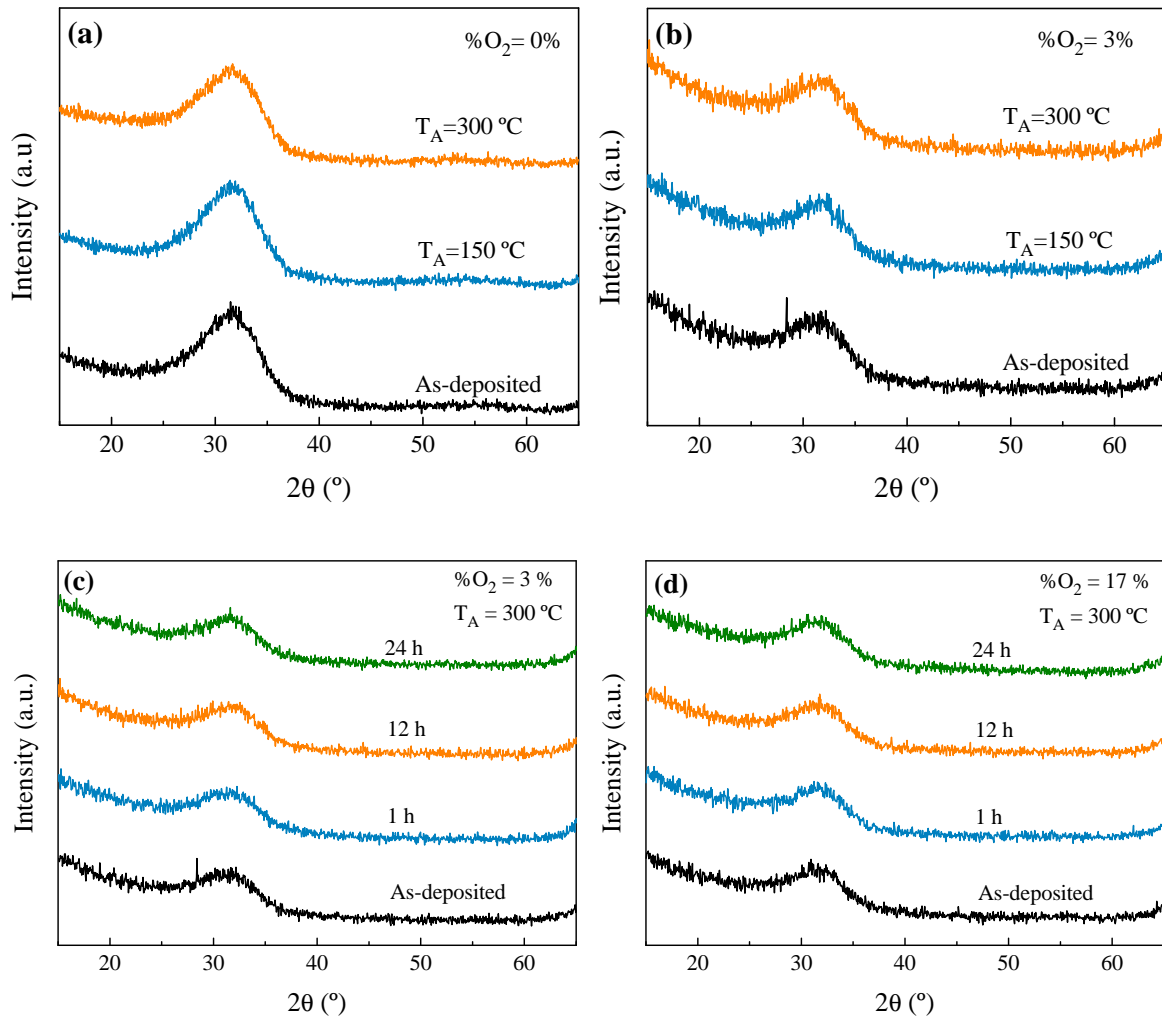 (a)
%O2= 0%
TA=300 ºC
TA=150 ºC
As-deposited
Intensity (a.u)
20 30 40 50 60
2θ (º)
(b)
%O2= 3%
TA=300 ºC
TA=150 ºC
As-deposited
Intensity (a.u.)
20 30 40 50 60
2θ (º)
(c)
%O2 = 3 %
TA = 300 ºC
24 h
12 h
1 h
As-deposited
Intensity (a.u.)
20 30 40 50 60
2θ (º)
(d)
%O2 = 17 %
TA = 300 ºC
24 h
12 h
1 h
As-deposited
Intensity (a.u.)
20 30 40 50 60
2θ (º)